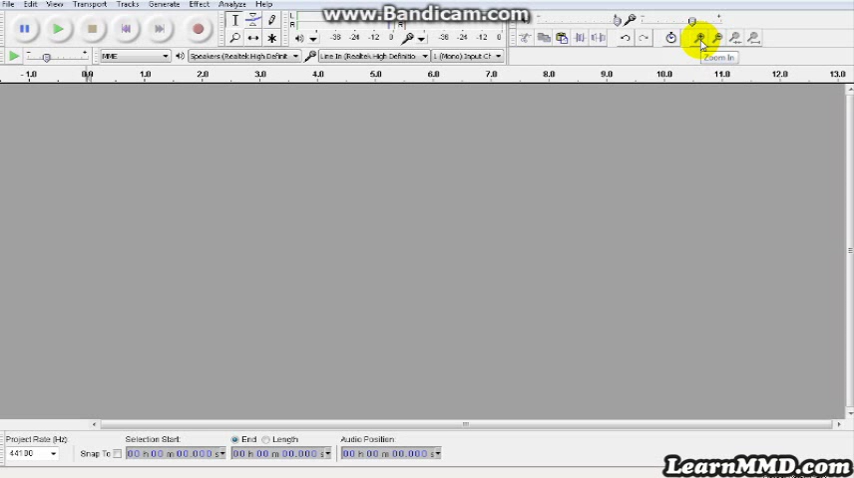 File Edit View Transport Tracks Generate Effect Analyze Help
www.Bandicam.com
L
R
-36 -24 -12 0 -36 -24 -12 0
MME Speakers (Realtek High Definit Line In (Realtek High Definitio 1 (Mono) Input Ch
Zoom In
-1.0 0.0 1.0 2.0 3.0 4.0 5.0 6.0 7.0 8.0 9.0 10.0 11.0 12.0 13.0
Project Rate (Hz) Selection Start: End Length Audio Position:
44100 Snap To 00 h 00 m 00.000 s 00 h 00 m 00.000 s 00 h 00 m 00.000 s
LearnMMD.com